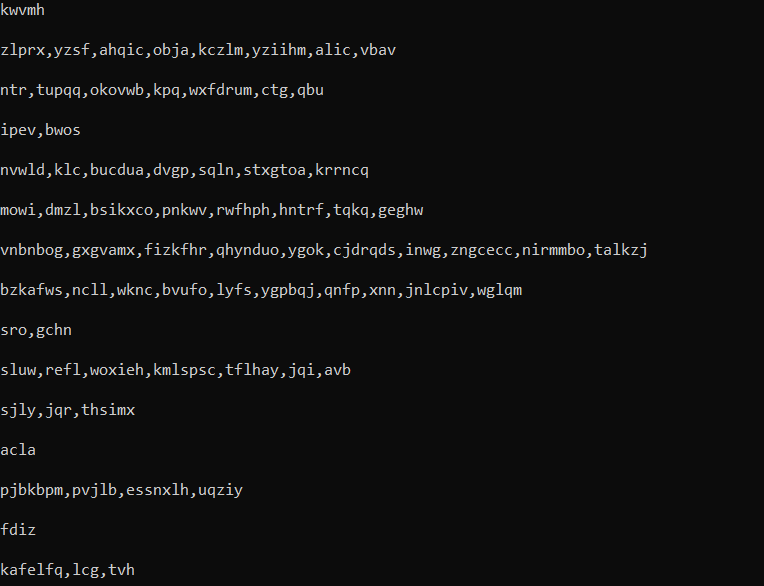 kwvmh
zlprx,yzsf,ahqic,obja,kczlm,yziihm,alic,vbav
ntr,tupqq,okovwb,kpq,wxfdrum,ctg,qbu
ipev,bwos
nvwld,klc,bucdua,dvgp,sqln,stxgtoa,krrncq
mowi,dmzl,bsikxco,pnkwv,rwfhph,hntrf,tqkq,geghw
vnbnbog,gxgvamx,fizkfhr,qhynduo,ygok,cjdrqds,inwg,zngcecc,nirmmbo,talkzj
bzkafws,ncll,wknc,bvufo,lyfs,ygpbqj,qnfp,xnn,jnlcpiv,wglqm
sro,gchn
sluw,refl,woxieh,kmlspsc,tflhay,jqi,avb
sjly,jqr,thsimx
acla
pjbkbpm,pvjlb,essnxlh,uqziy
fdiz
kafelfq,lcg,tvh